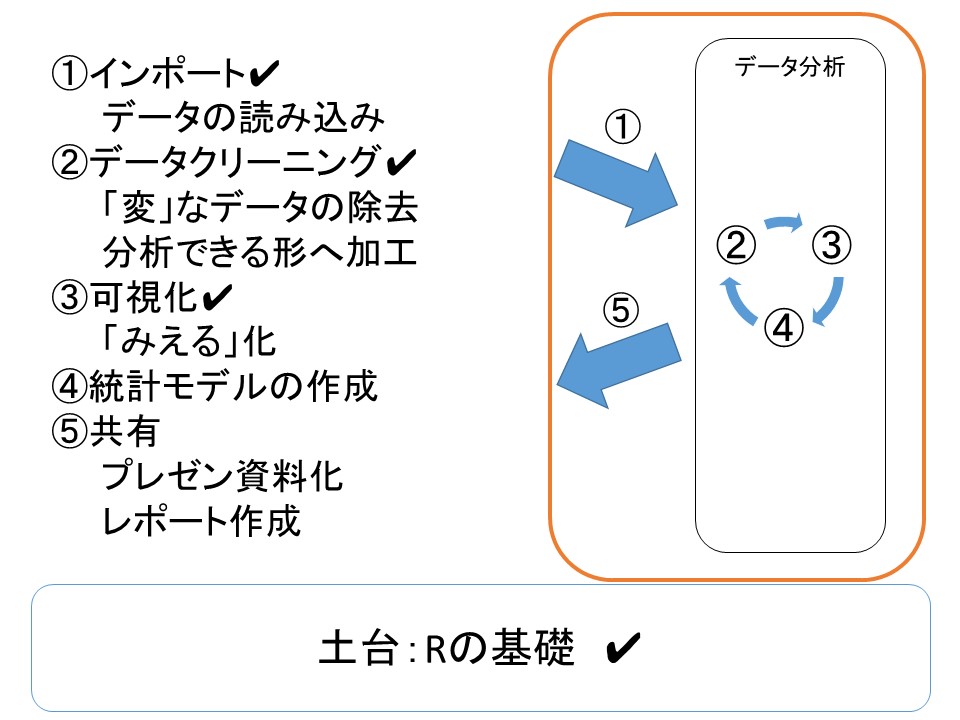 ①インポート✔
データの読み込み
②データクリーニング✔
「変」なデータの除去
分析できる形へ加工
③可視化✔
「みえる」化
④統計モデルの作成
⑤共有
プレゼン資料化
レポート作成
データ分析
①
②
③
④
⑤
土台：Rの基礎 ✔